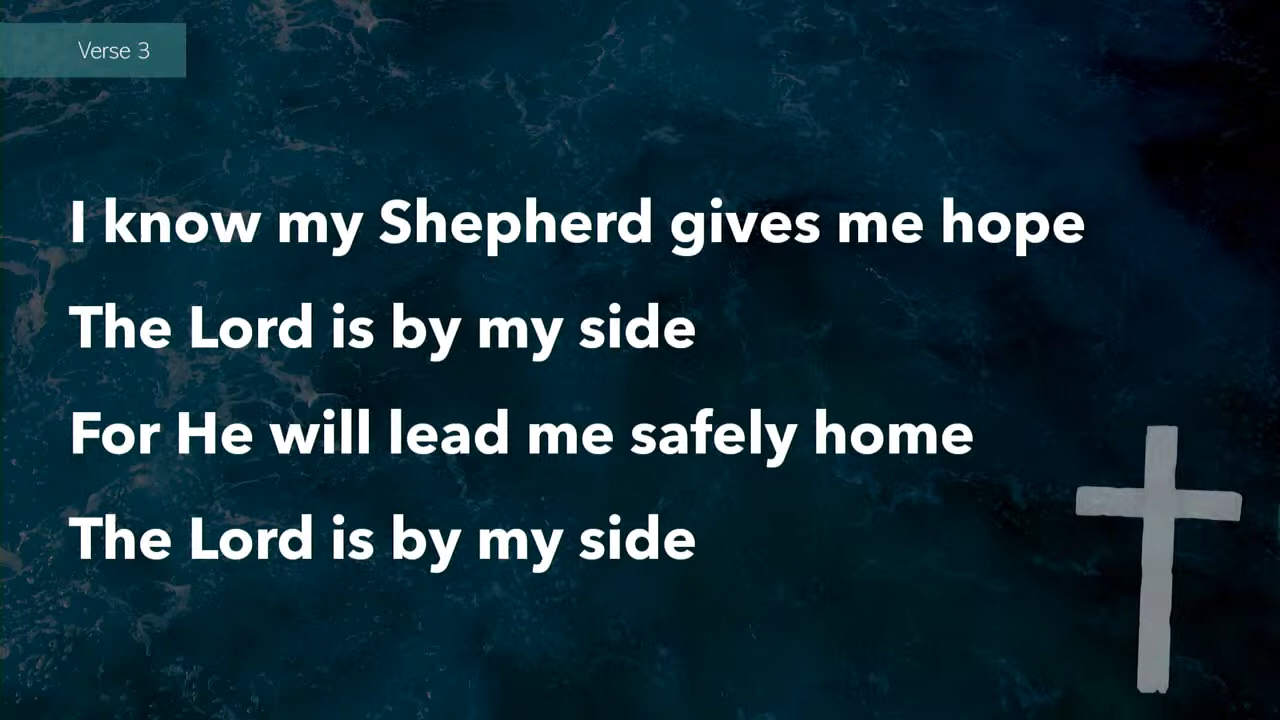 Verse 3
I know my Shepherd gives me hope
The Lord is by my side
For He will lead me safely home
The Lord is by my side